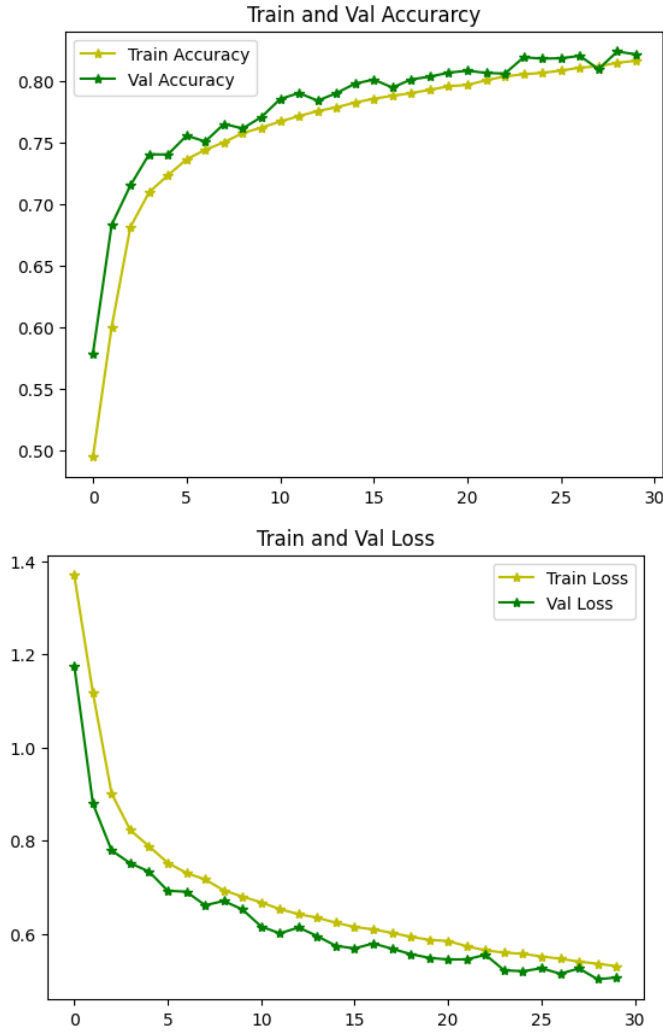 Train and Val Accurarcy
Train Accuracy
Val Accuracy
0.80
0.75
0.70
0.65
0.60
0.55
0.50
0 5 10 15 20 25 30
Train and Val Loss
Train Loss
Val Loss
1.4
1.2
1.0
0.8
0.6
0 5 10 15 20 25 30